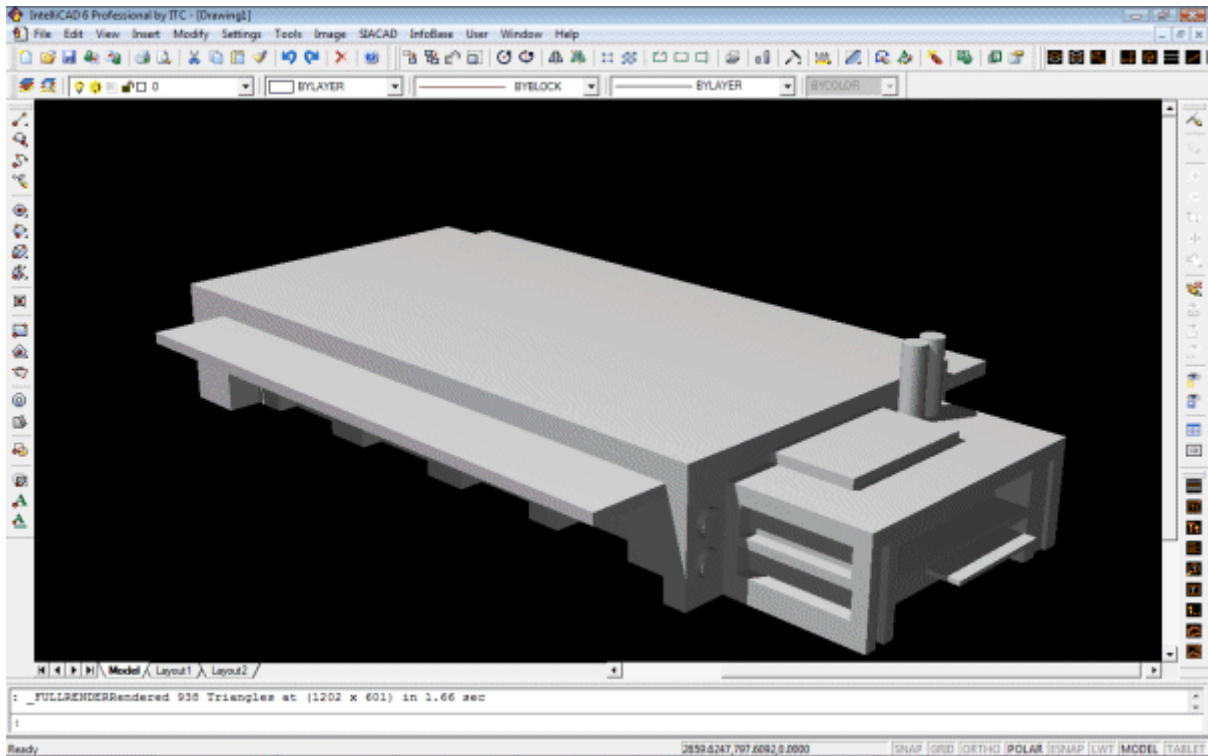 IntelliCAD 6 Professional by ITC - [Drawing1]
File Edit View Insert Modify Settings Tools Image SIACAD InfoBase User Window Help
0 BYLAYER BYBLOCK BYLAYER BYCOLOR
Model Layout1 Layout2
: _FULLRENDERRendered 938 Triangles at (1202 x 601) in 1.66 sec
:
Ready 2859.6247,797.6092,0.0000 SNAP GRID ORTHO POLAR ESNAP LWT MODEL TABLET